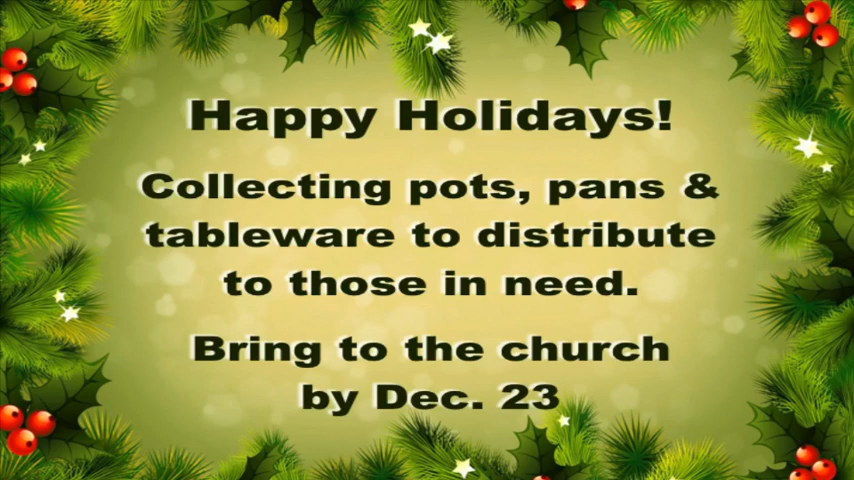 Happy Holidays!
Collecting pots, pans &
tableware to distribute
to those in need.
Bring to the church
by Dec. 23